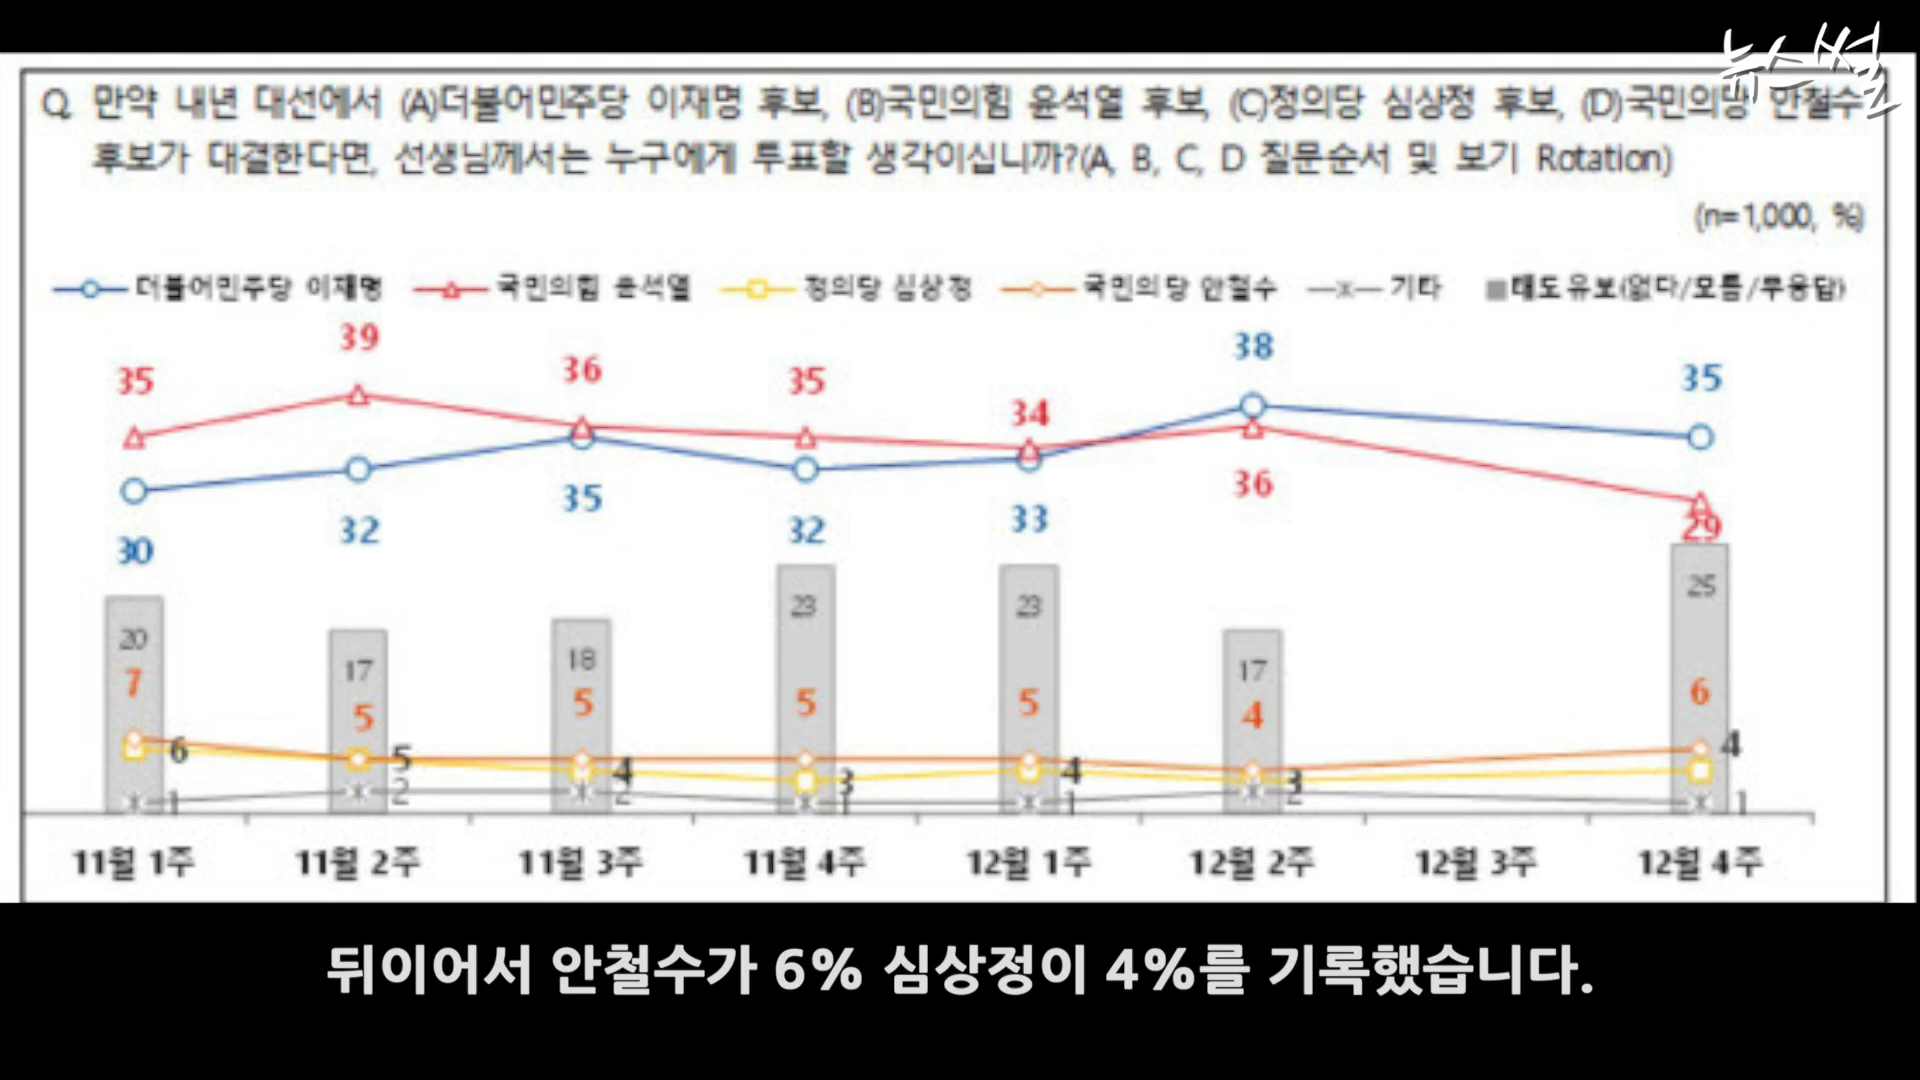 뉴스썰
Q. 만약 내년 대선에서 (A)더불어민주당 이재명 후보, (B)국민의힘 윤석열 후보, (C)정의당 심상정 후보, (D)국민의당 안철수
후보가 대결한다면, 선생님께서는 누구에게 투표할 생각이십니까?(A, B, C, D 질문순서 및 보기 Rotation)
(n=1,000, %)
더불어민주당 이재명 국민의힘 윤석열 정의당 심상정 국민의당 안철수 기타 태도유보(없다/모름/무응답)
35 39 36 35 34 38 35
30 32 35 32 33 36 29
20 17 18 23 23 17 25
7 5 5 5 5 4 6
6 5 4 3 4 3 4
1 2 2 1 1 2 1
11월 1주 11월 2주 11월 3주 11월 4주 12월 1주 12월 2주 12월 3주 12월 4주
뒤이어서 안철수가 6% 심상정이 4%를 기록했습니다.